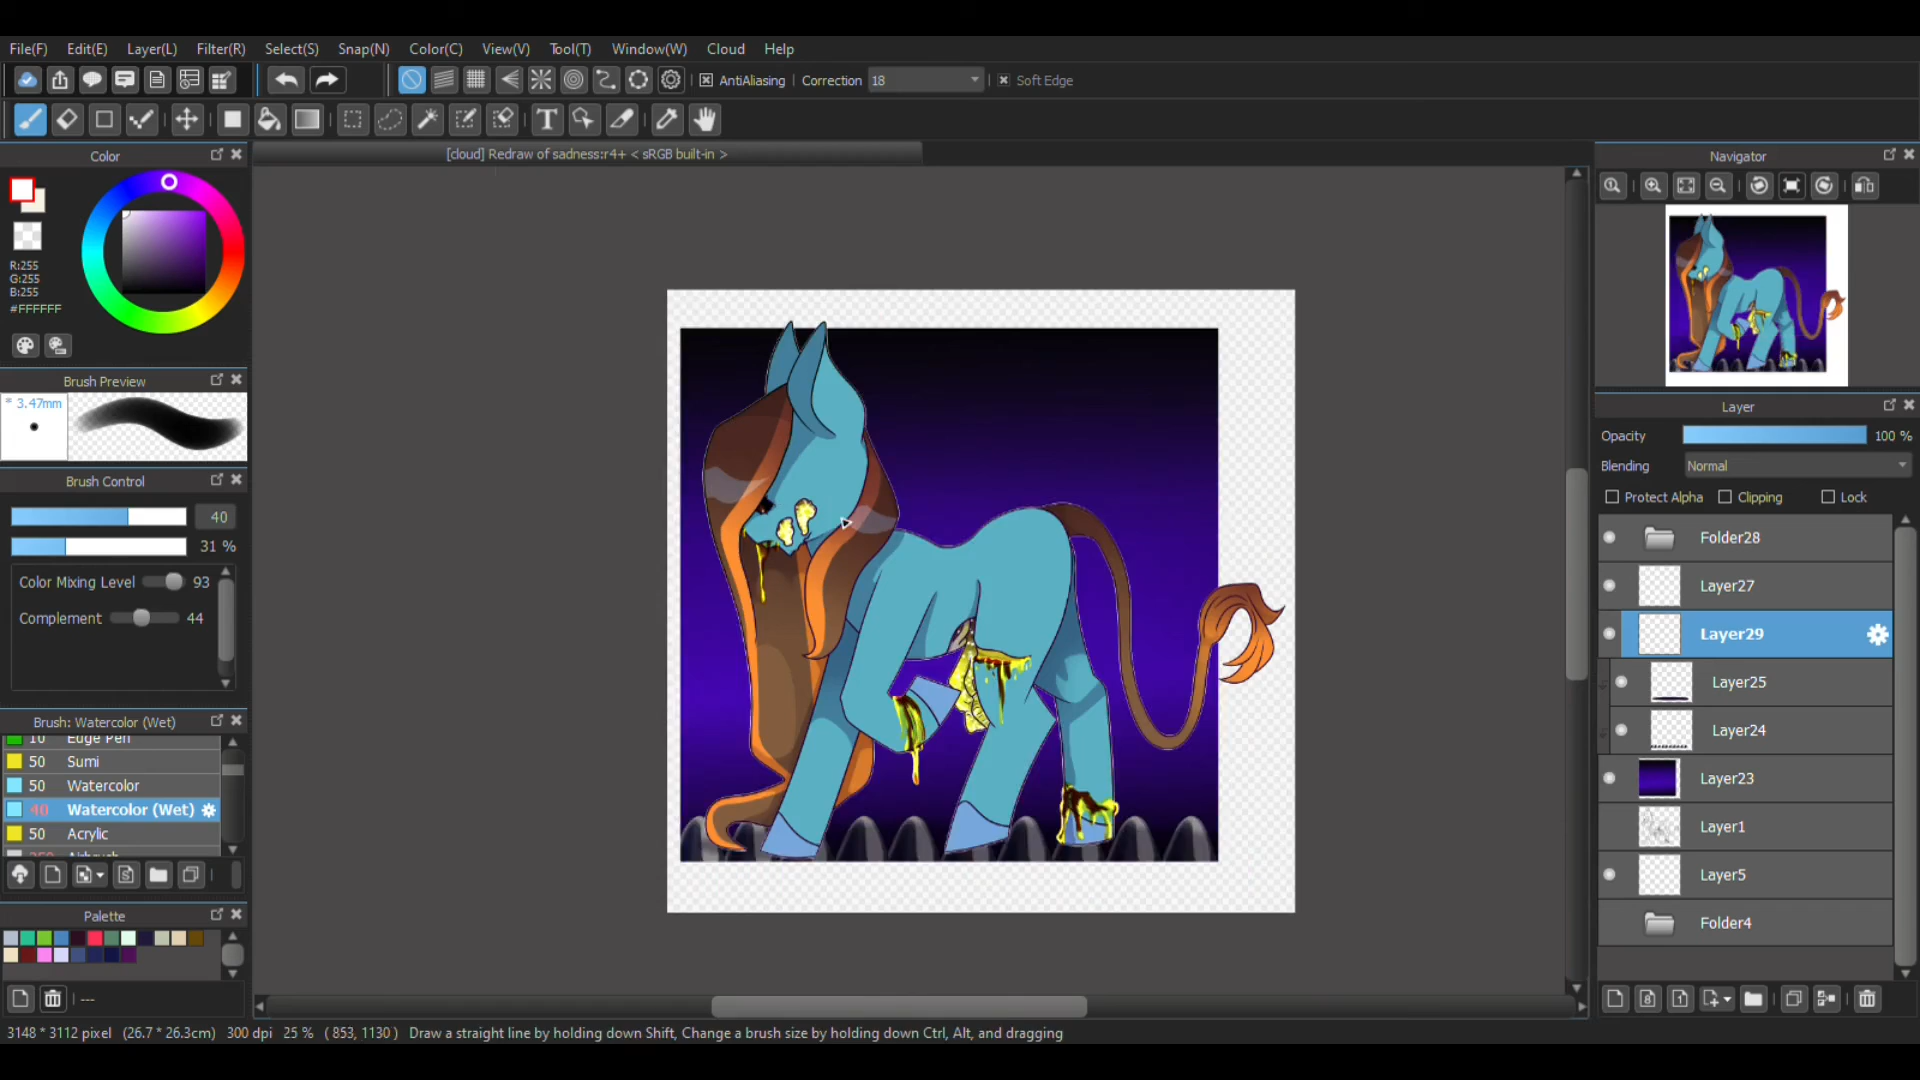 File(F) Edit(E) Layer(L) Filter(R) Select(S) Snap(N) Color(C) View(V) Tool(T) Window(W) Cloud Help
AntiAliasing Correction 18 Soft Edge
Color
[cloud] Redraw of sadness:r4+ < sRGB built-in >
Navigator
R:255
G:255
B:255
#FFFFFF
Brush Preview
* 3.47mm
Brush Control
40
31 %
Color Mixing Level 93
Complement 44
Brush: Watercolor (Wet)
10 Edge Pen
50 Sumi
50 Watercolor
40 Watercolor (Wet)
50 Acrylic
Palette
---
Layer
Opacity 100 %
Blending Normal
Protect Alpha Clipping Lock
Folder28
Layer27
Layer29
Layer25
Layer24
Layer23
Layer1
Layer5
Folder4
3148 * 3112 pixel (26.7 * 26.3cm) 300 dpi 25 % ( 853, 1130 ) Draw a straight line by holding down Shift, Change a brush size by holding down Ctrl, Alt, and dragging